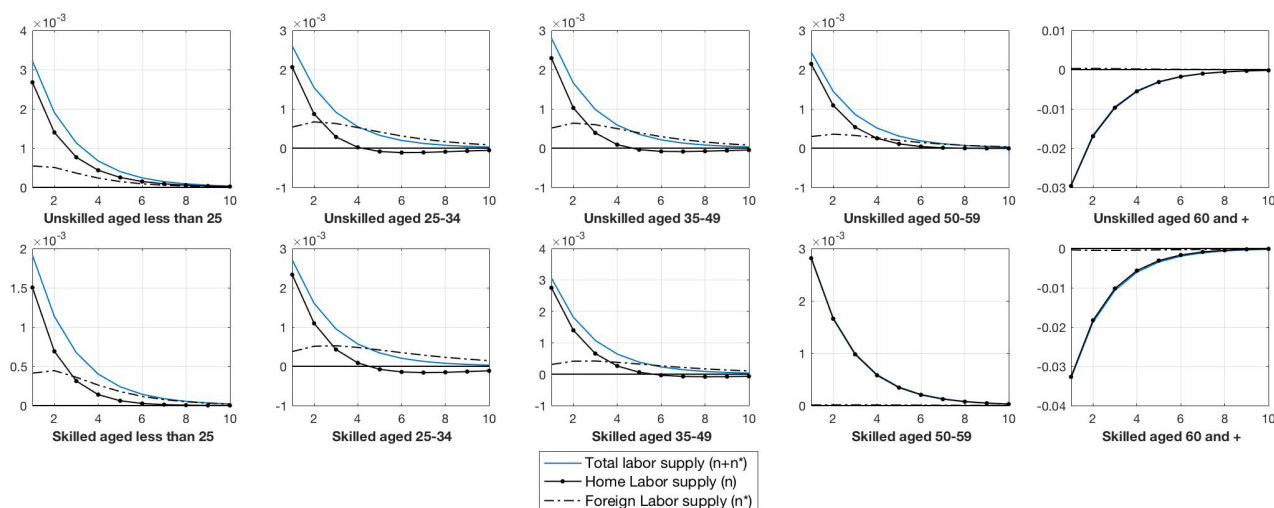 ×10⁻³ ×10⁻³ ×10⁻³ ×10⁻³
4 3 3 3 0.01
3 2 2 2 0
2 1 1 1 -0.01
1 0 0 0 -0.02
0 -1 -1 -1 -0.03
2 4 6 8 10 2 4 6 8 10 2 4 6 8 10 2 4 6 8 10 2 4 6 8 10
Unskilled aged less than 25 Unskilled aged 25-34 Unskilled aged 35-49 Unskilled aged 50-59 Unskilled aged 60 and +
×10⁻³ ×10⁻³ ×10⁻³ ×10⁻³
2 3 4 3 0
1.5 2 3 2 -0.01
1 1 2 1 -0.02
0.5 0 1 0 -0.03
0 -1 0 -0.04
-1
2 4 6 8 10 2 4 6 8 10 2 4 6 8 10 2 4 6 8 10 2 4 6 8 10
Skilled aged less than 25 Skilled aged 25-34 Skilled aged 35-49 Skilled aged 50-59 Skilled aged 60 and +
Total labor supply (n+n*)
Home Labor supply (n)
Foreign Labor supply (n*)